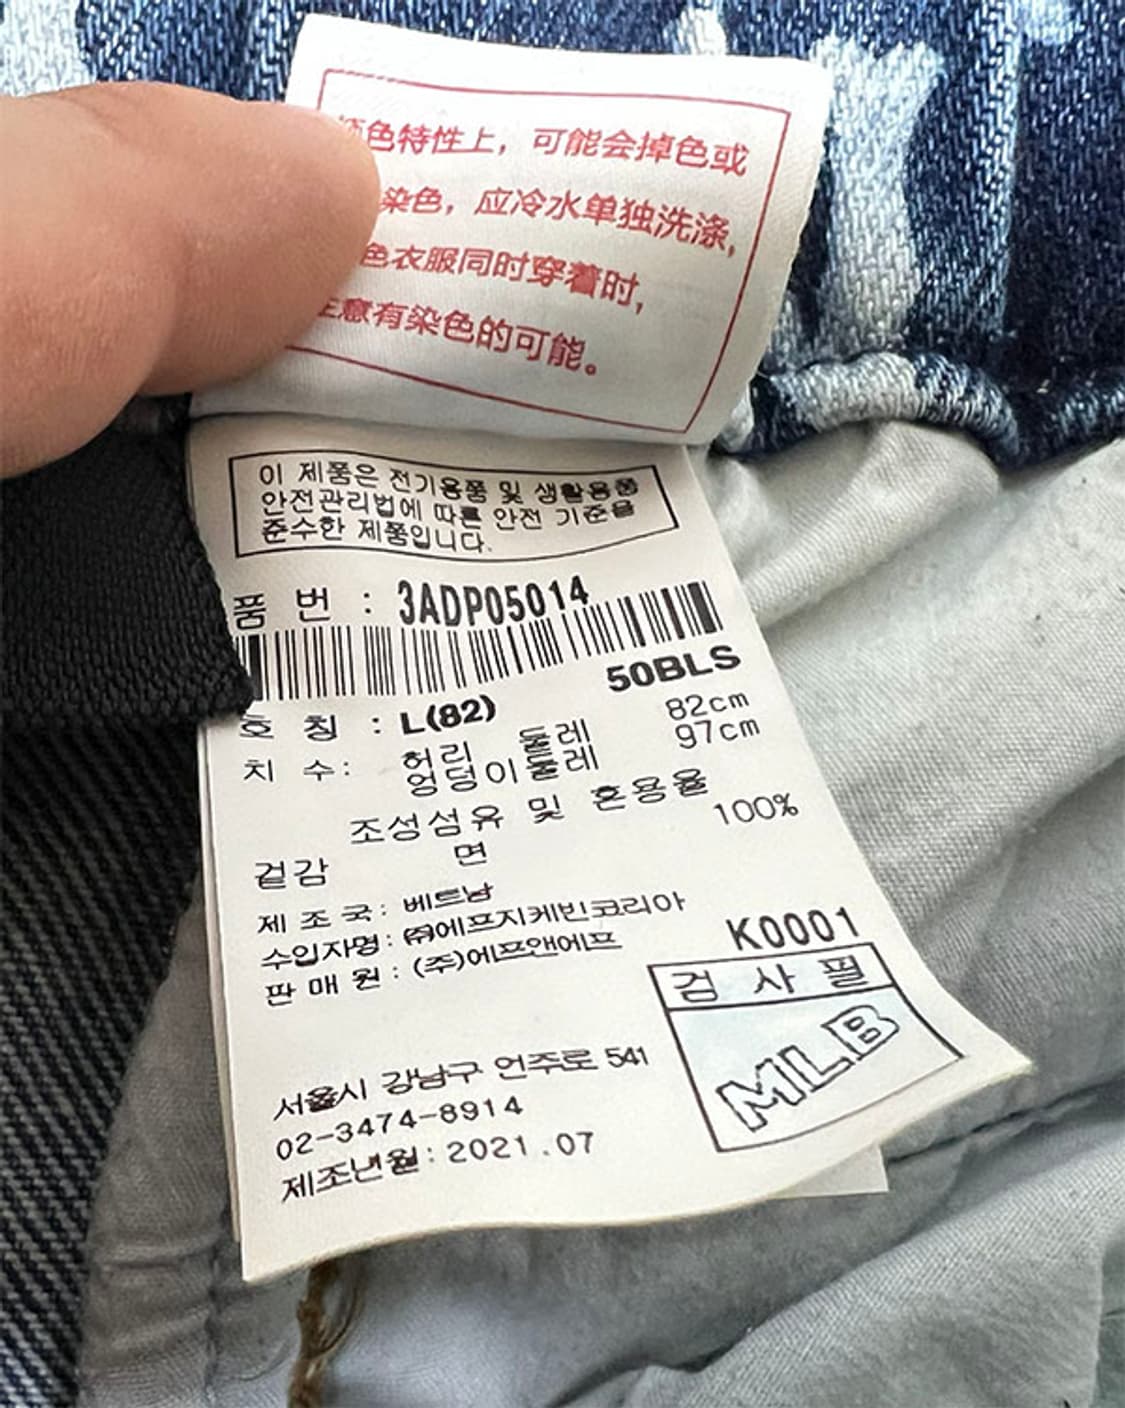 色特性上，可能会掉色或
染色，应冷水单独洗涤,
色衣服同时穿着时,
意有染色的可能。
이 제품은 전기용품 및 생활용품
안전관리법에 따른 안전 기준을
준수한 제품입니다.
품 번 : 3ADP05014
50BLS
호 칭 : L(82)
치 수: 허리 둘레 82cm
엉덩이둘레 97cm
조성섬유 및 혼용율
겉감 면 100%
제 조 국: 베트남
수입자명: ㈜에프지케빈코리아
판 매 원: (주)에프앤에프
K0001
검 사 필
MLB
서울시 강남구 언주로 541
02-3474-8914
제조년월: 2021.07